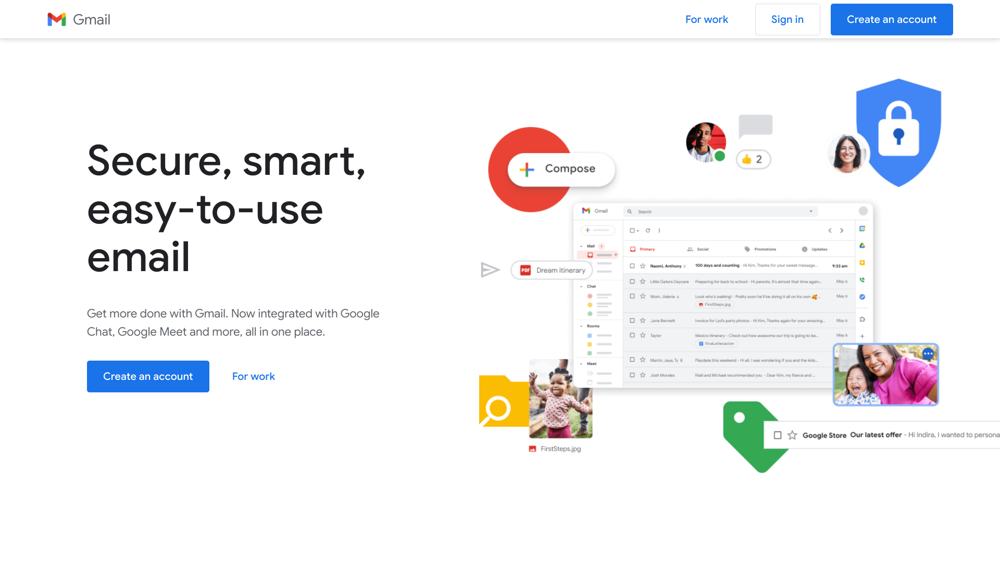 Gmail
For work
Sign in
Create an account
Secure, smart,
easy-to-use
email
Get more done with Gmail. Now integrated with Google
Chat, Google Meet and more, all in one place.
Create an account
For work
Compose
👍 2
Gmail
Search
Mail 1
Primary
Social
Promotions
Updates
Naomi, Anthony 2 100 days and counting - Hi Kim, Thanks for your sweet message... 9:33 am
Little Gators Daycare Preparing for back to school - Hi parents, it's almost that time again... May 6
Mom...Valerie 6 Look who's walking! - Pretty soon he'll be doing it all on his own 🥰 ... May 6
FirstSteps.jpg
June Bennett Invoice for Lyd's party photos - Hi Kim, Thanks again for your amazing... May 6
Taylor Mexico itinerary - Check out how awesome our trip is going to be... May 6
VivaLaVacacion
Martin, Jaya, Ty 8 Playdate this weekend - Hi all, I was wondering if you and the kids...
Josh Morales Niall and Michael recommended you - Dear Kim, my fiance and ...
Chat
Rooms
Meet
PDF Dream itinerary
FirstSteps.jpg
Google Store Our latest offer - Hi Indira, I wanted to persona